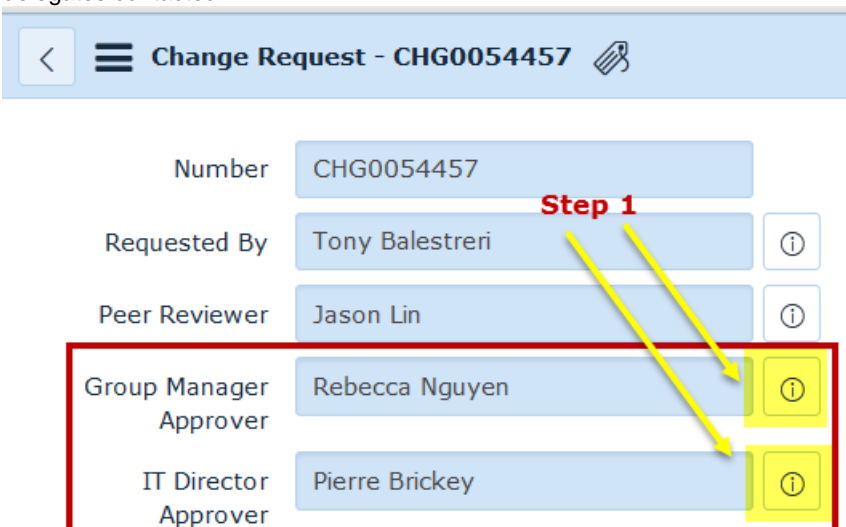 Change Request - CHG0054457
Number CHG0054457
Step 1
Requested By Tony Balestreri
Peer Reviewer Jason Lin
Group Manager Rebecca Nguyen
Approver
IT Director Pierre Brickey
Approver